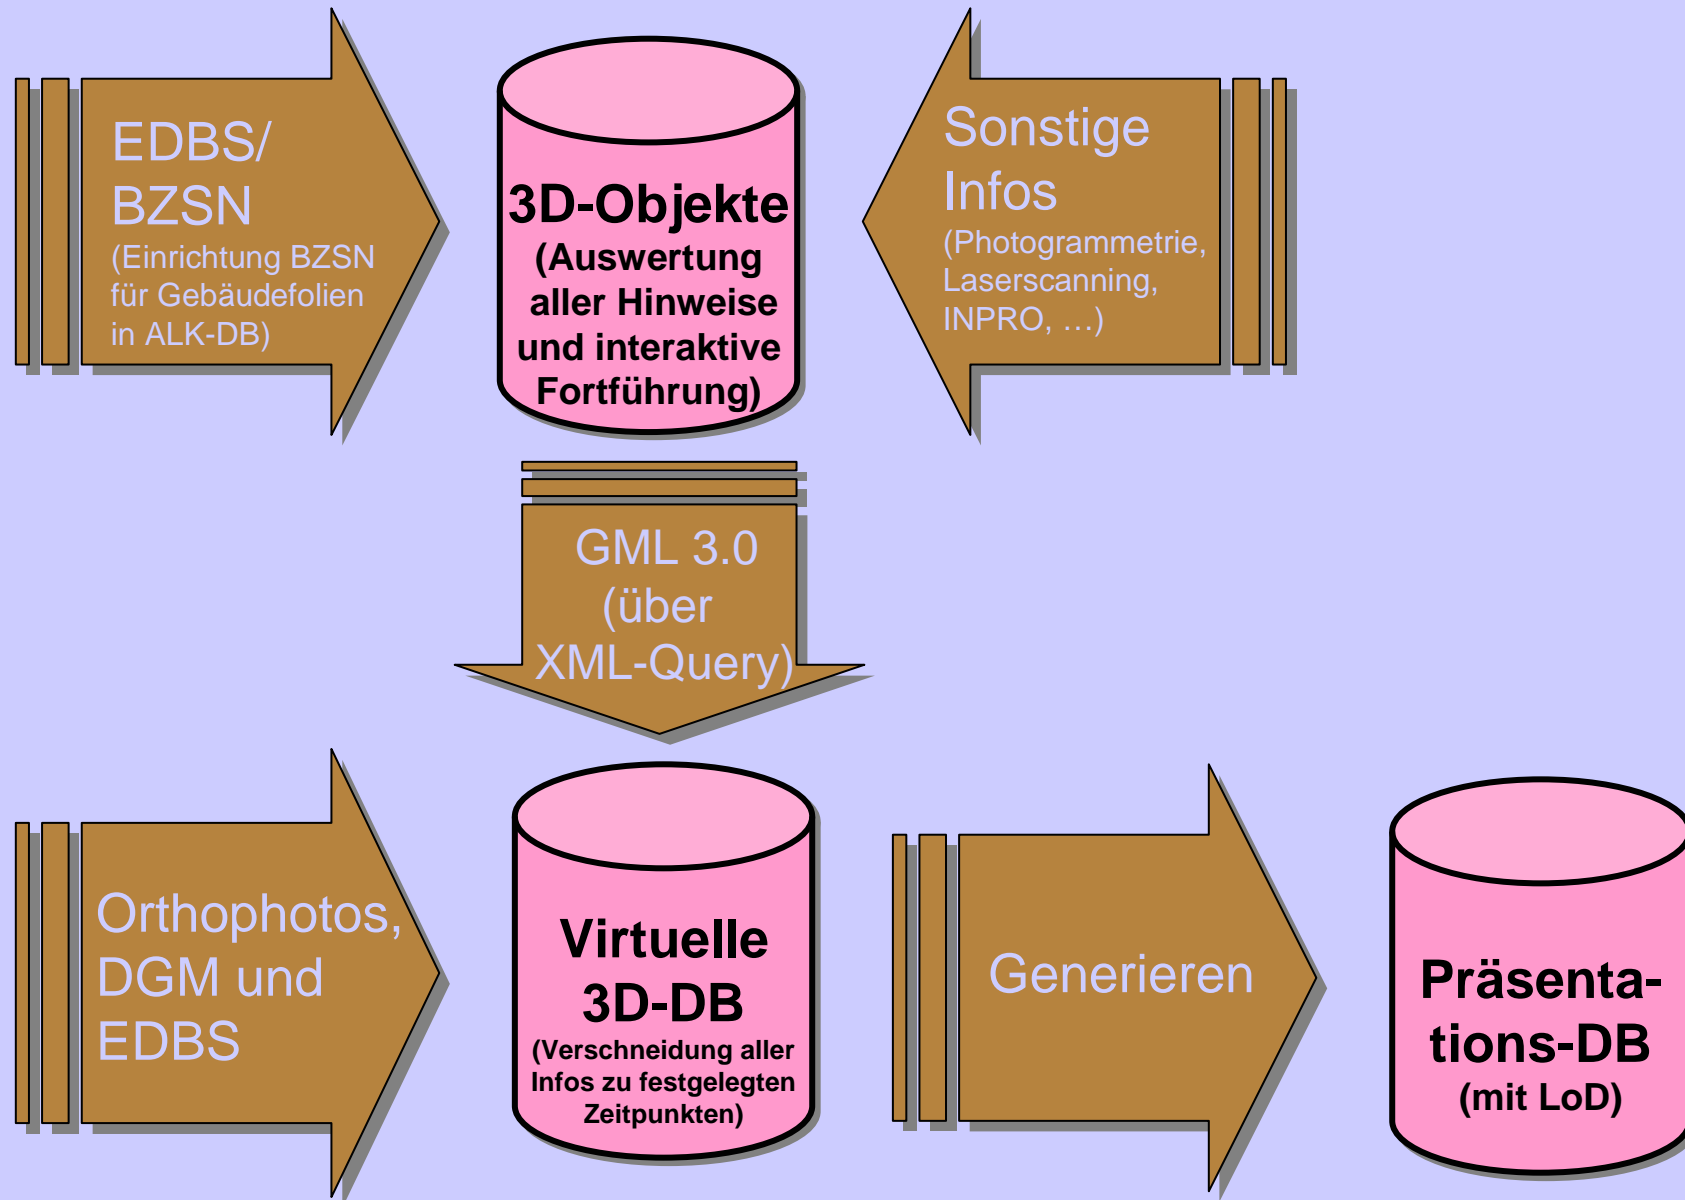 EDBS/
BZSN
(Einrichtung BZSN
für Gebäudefolien
in ALK-DB)
3D-Objekte
(Auswertung
aller Hinweise
und interaktive
Fortführung)
Sonstige
Infos
(Photogrammetrie,
Laserscanning,
INPRO, …)
GML 3.0
(über
XML-Query)
Orthophotos,
DGM und
EDBS
Virtuelle
3D-DB
(Verschneidung aller
Infos zu festgelegten
Zeitpunkten)
Generieren
Präsenta-
tions-DB
(mit LoD)